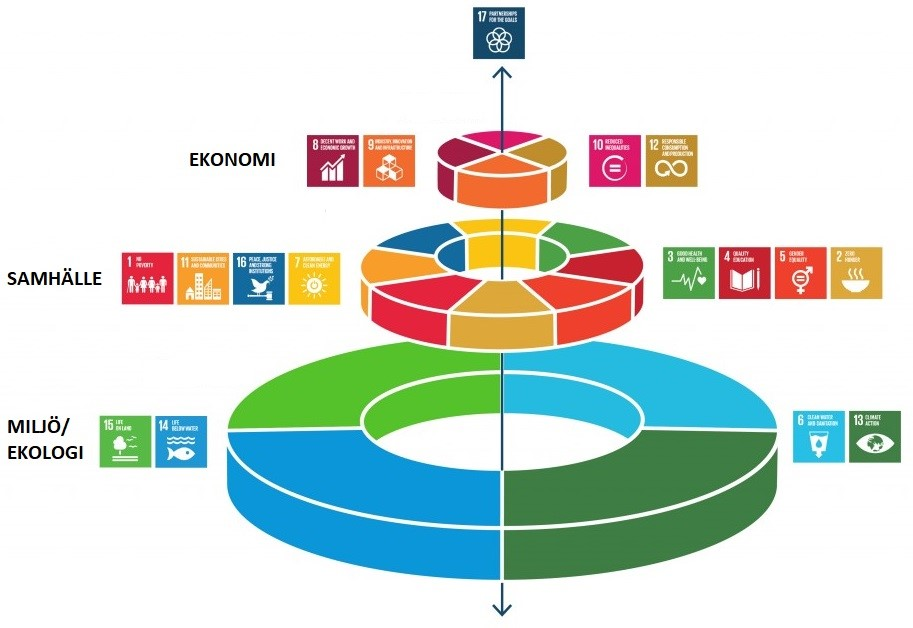 17 PARTNERSHIPS
FOR THE GOALS
EKONOMI
8 DECENT WORK AND
ECONOMIC GROWTH
9 INDUSTRY, INNOVATION
AND INFRASTRUCTURE
10 REDUCED
INEQUALITIES
12 RESPONSIBLE
CONSUMPTION
AND PRODUCTION
SAMHÄLLE
1 NO
POVERTY
11 SUSTAINABLE CITIES
AND COMMUNITIES
16 PEACE, JUSTICE
AND STRONG
INSTITUTIONS
7 AFFORDABLE AND
CLEAN ENERGY
3 GOOD HEALTH
AND WELL-BEING
4 QUALITY
EDUCATION
5 GENDER
EQUALITY
2 ZERO
HUNGER
MILJÖ/
EKOLOGI
15 LIFE
ON LAND
14 LIFE
BELOW WATER
6 CLEAN WATER
AND SANITATION
13 CLIMATE
ACTION